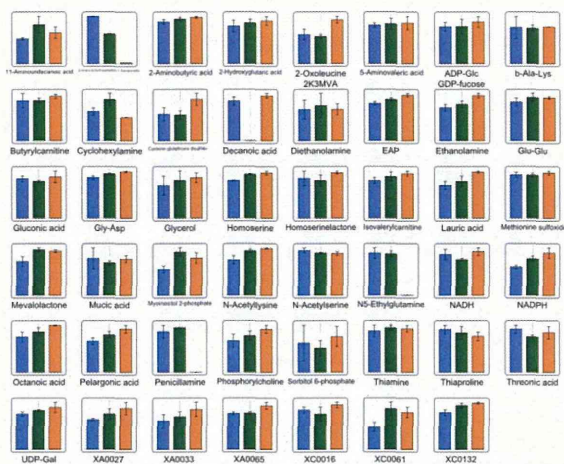 11-Aminoundecanoic acid
2-Aminobutyric acid
2-Hydroxyglutaric acid
2-Oxoleucine
2K3MVA
5-Aminovaleric acid
ADP-Glc
GDP-fucose
b-Ala-Lys
Butyrylcarnitine
Cyclohexylamine
Decanoic acid
Diethanolamine
EAP
Ethanolamine
Glu-Glu
Gluconic acid
Gly-Asp
Glycerol
Homoserine
Homoserinelactone
Isovalerylcarnitine
Lauric acid
Methionine sulfoxide
Mevalolactone
Mucic acid
Myoinositol 2-phosphate
N-Acetyllysine
N-Acetylserine
N5-Ethylglutamine
NADH
NADPH
Octanoic acid
Pelargonic acid
Penicillamine
Phosphorylcholine
Sorbitol 6-phosphate
Thiamine
Thiaproline
Threonic acid
UDP-Gal
XA0027
XA0033
XA0065
XC0016
XC0061
XC0132